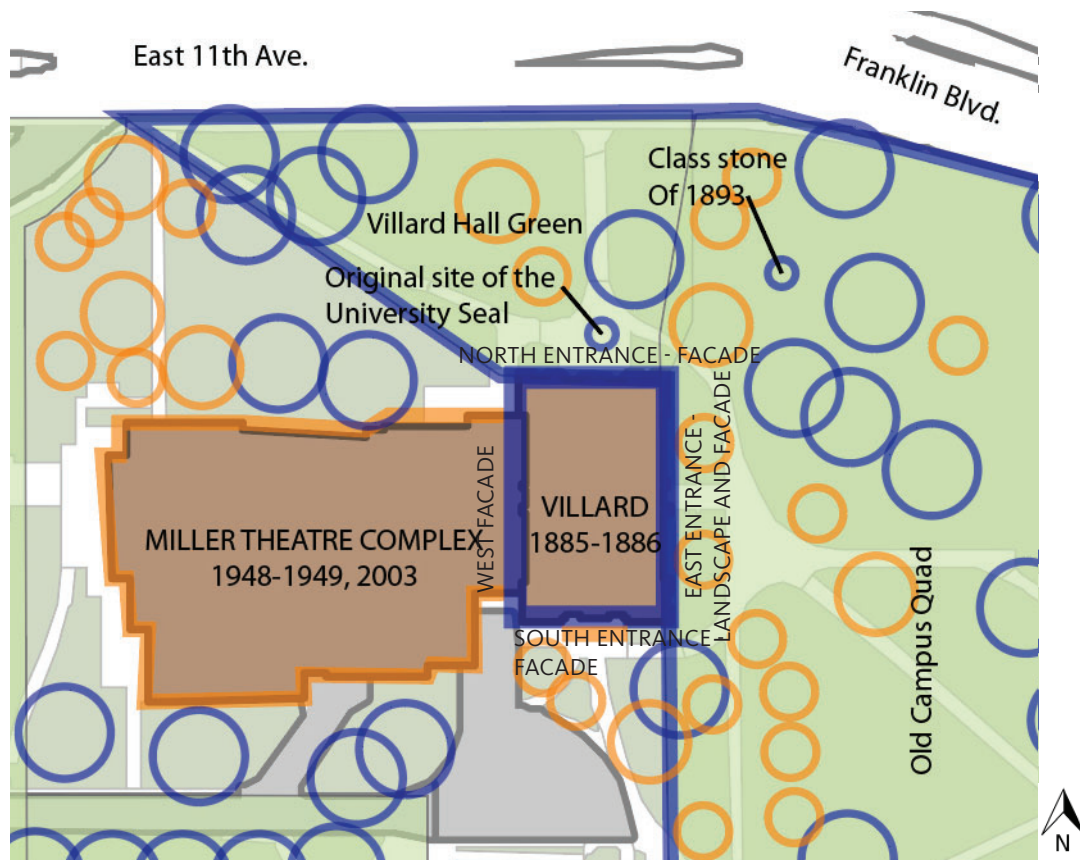 East 11th Ave.
Franklin Blvd.
Class stone
Of 1893
Villard Hall Green
Original site of the
University Seal
NORTH ENTRANCE - FACADE
WEST FACADE
VILLARD
1885-1886
EAST ENTRANCE -
LANDSCAPE AND FACADE
MILLER THEATRE COMPLEX
1948-1949, 2003
SOUTH ENTRANCE -
FACADE
Old Campus Quad
N